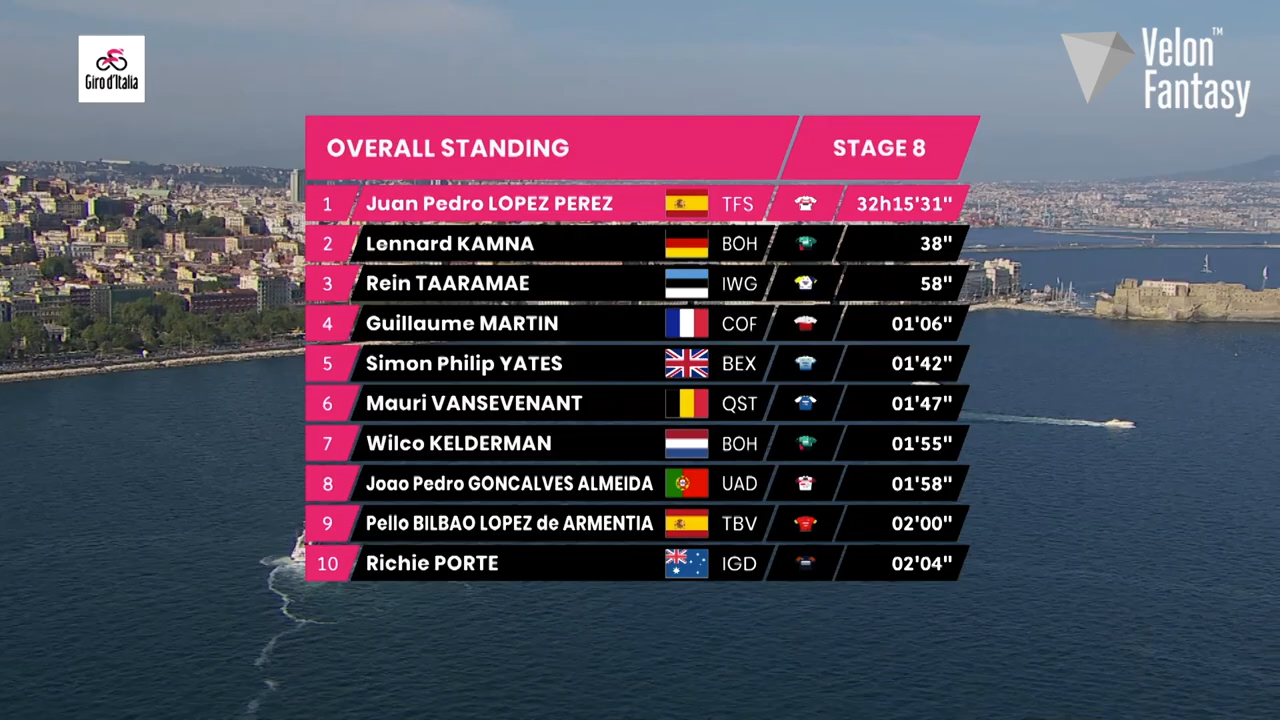 Giro d'Italia
Velon™
Fantasy
OVERALL STANDING STAGE 8
1 Juan Pedro LOPEZ PEREZ TFS 32h15'31"
2 Lennard KAMNA BOH 38"
3 Rein TAARAMAE IWG 58"
4 Guillaume MARTIN COF 01'06"
5 Simon Philip YATES BEX 01'42"
6 Mauri VANSEVENANT QST 01'47"
7 Wilco KELDERMAN BOH 01'55"
8 Joao Pedro GONCALVES ALMEIDA UAD 01'58"
9 Pello BILBAO LOPEZ de ARMENTIA TBV 02'00"
10 Richie PORTE IGD 02'04"